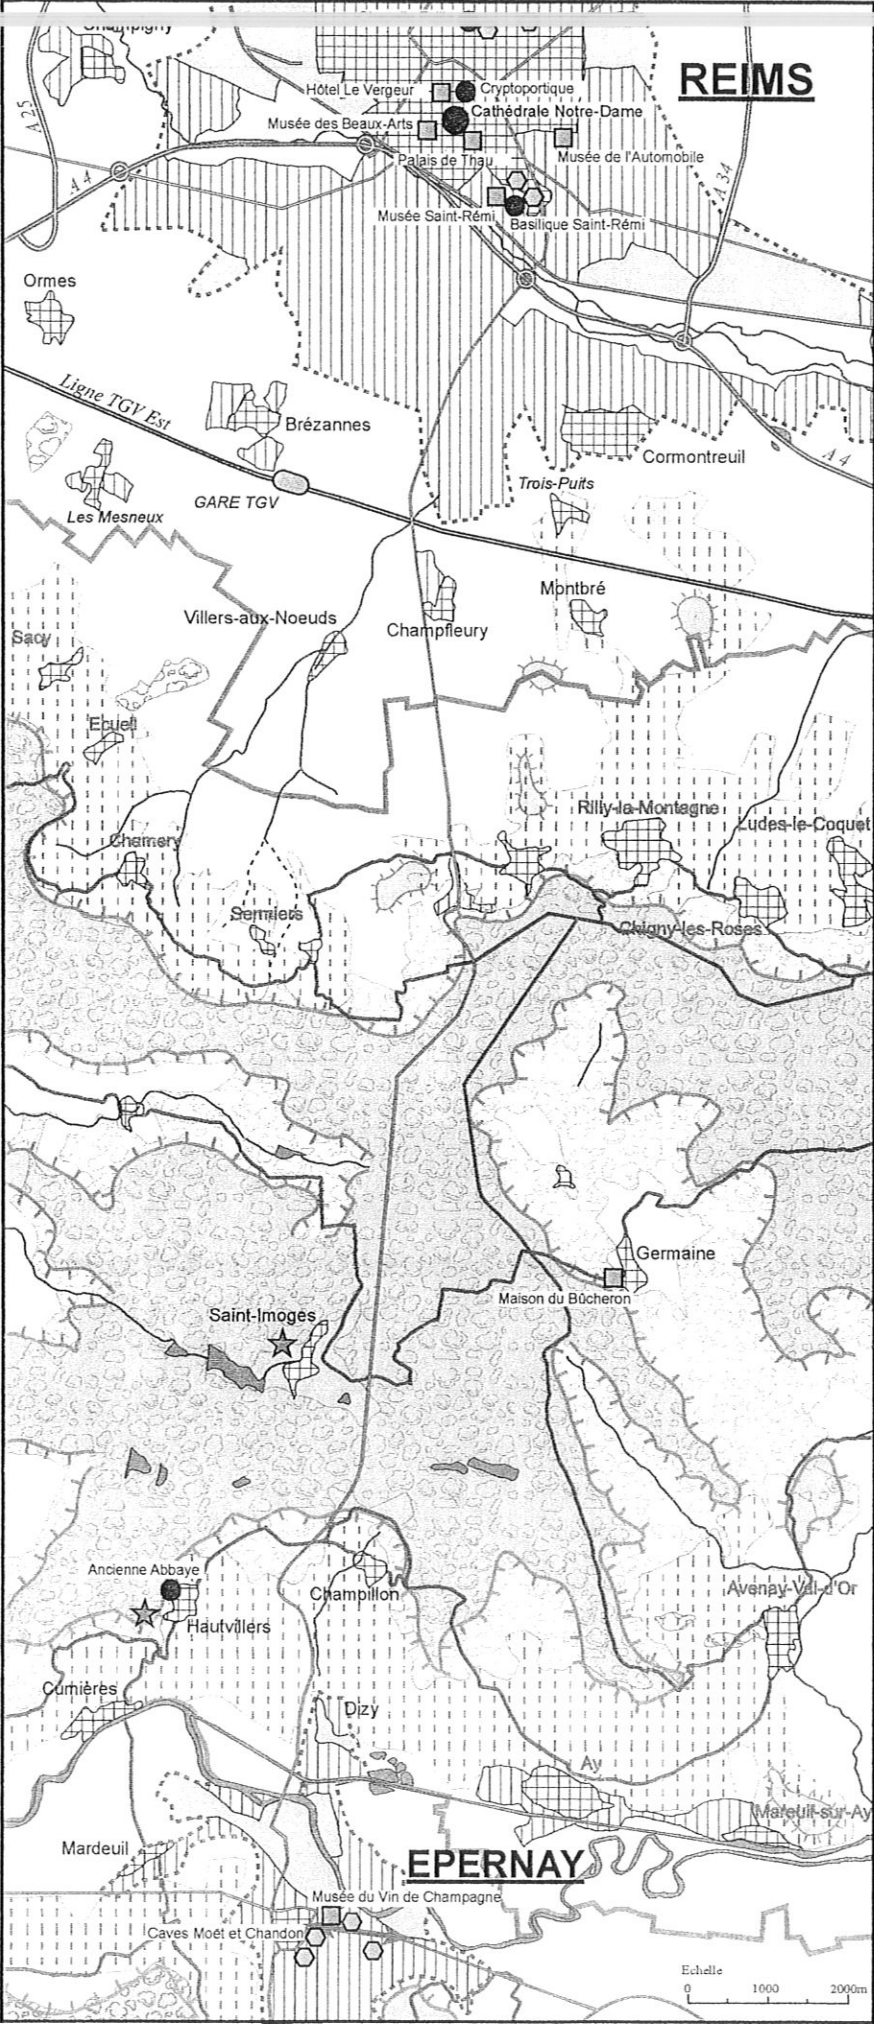 Champigny
REIMS
Hôtel Le Vergeur
Cryptoportique
Cathédrale Notre-Dame
Musée des Beaux-Arts
Palais de Thau
Musée de l'Automobile
A 25
A 4
A 34
Musée Saint-Rémi
Basilique Saint-Rémi
Ormes
Ligne TGV Est
Brézannes
Cormontreuil
A 4
Trois-Puits
GARE TGV
Les Mesneux
Montbré
Villers-aux-Noeuds
Champfleury
Sacy
Ecueil
Rilly-la-Montagne
Ludes-le-Coquet
Chamery
Sermiers
Chigny-les-Roses
Germaine
Maison du Bûcheron
Saint-Imoges
Ancienne Abbaye
Champillon
Avenay-Val-d'Or
Hautvillers
Cumières
Dizy
Ay
Mareuil-sur-Ay
Mardeuil
EPERNAY
Musée du Vin de Champagne
Caves Moët et Chandon
Echelle
0 1000 2000m